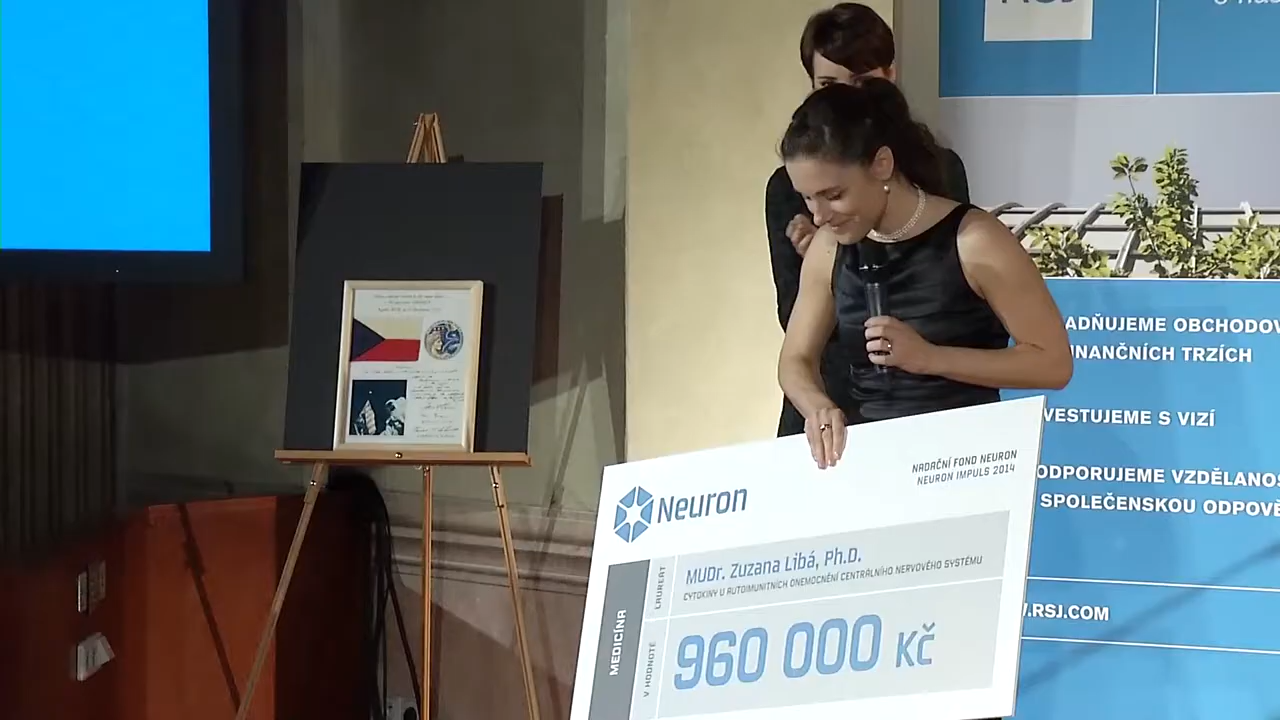 ADŇUJEME OBCHODOV
INANČNÍCH TRZÍCH
VESTUJEME S VIZÍ
ODPORUJEME VZDĚLANOS
SPOLEČENSKOU ODPOVĚ
.RSJ.COM
NADAČNÍ FOND NEURON
NEURON IMPULS 2014
Neuron
MEDICÍNA
LAUREÁT
MUDr. Zuzana Libá, Ph.D.
CYTOKINY U AUTOIMUNITNÍCH ONEMOCNĚNÍ CENTRÁLNÍHO NERVOVÉHO SYSTÉMU
V HODNOTĚ
960 000 Kč